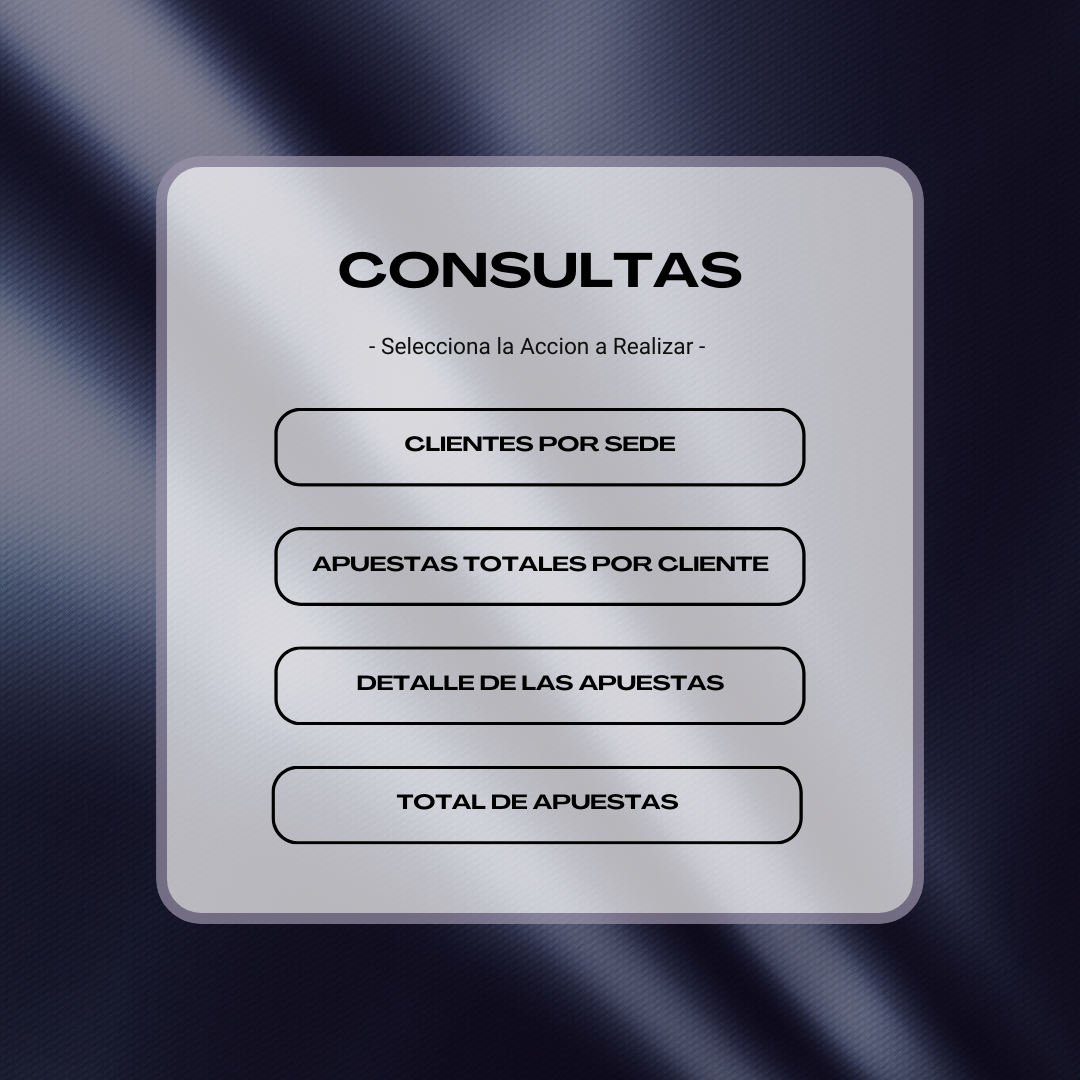 CONSULTAS
- Selecciona la Accion a Realizar -
CLIENTES POR SEDE
APUESTAS TOTALES POR CLIENTE
DETALLE DE LAS APUESTAS
TOTAL DE APUESTAS